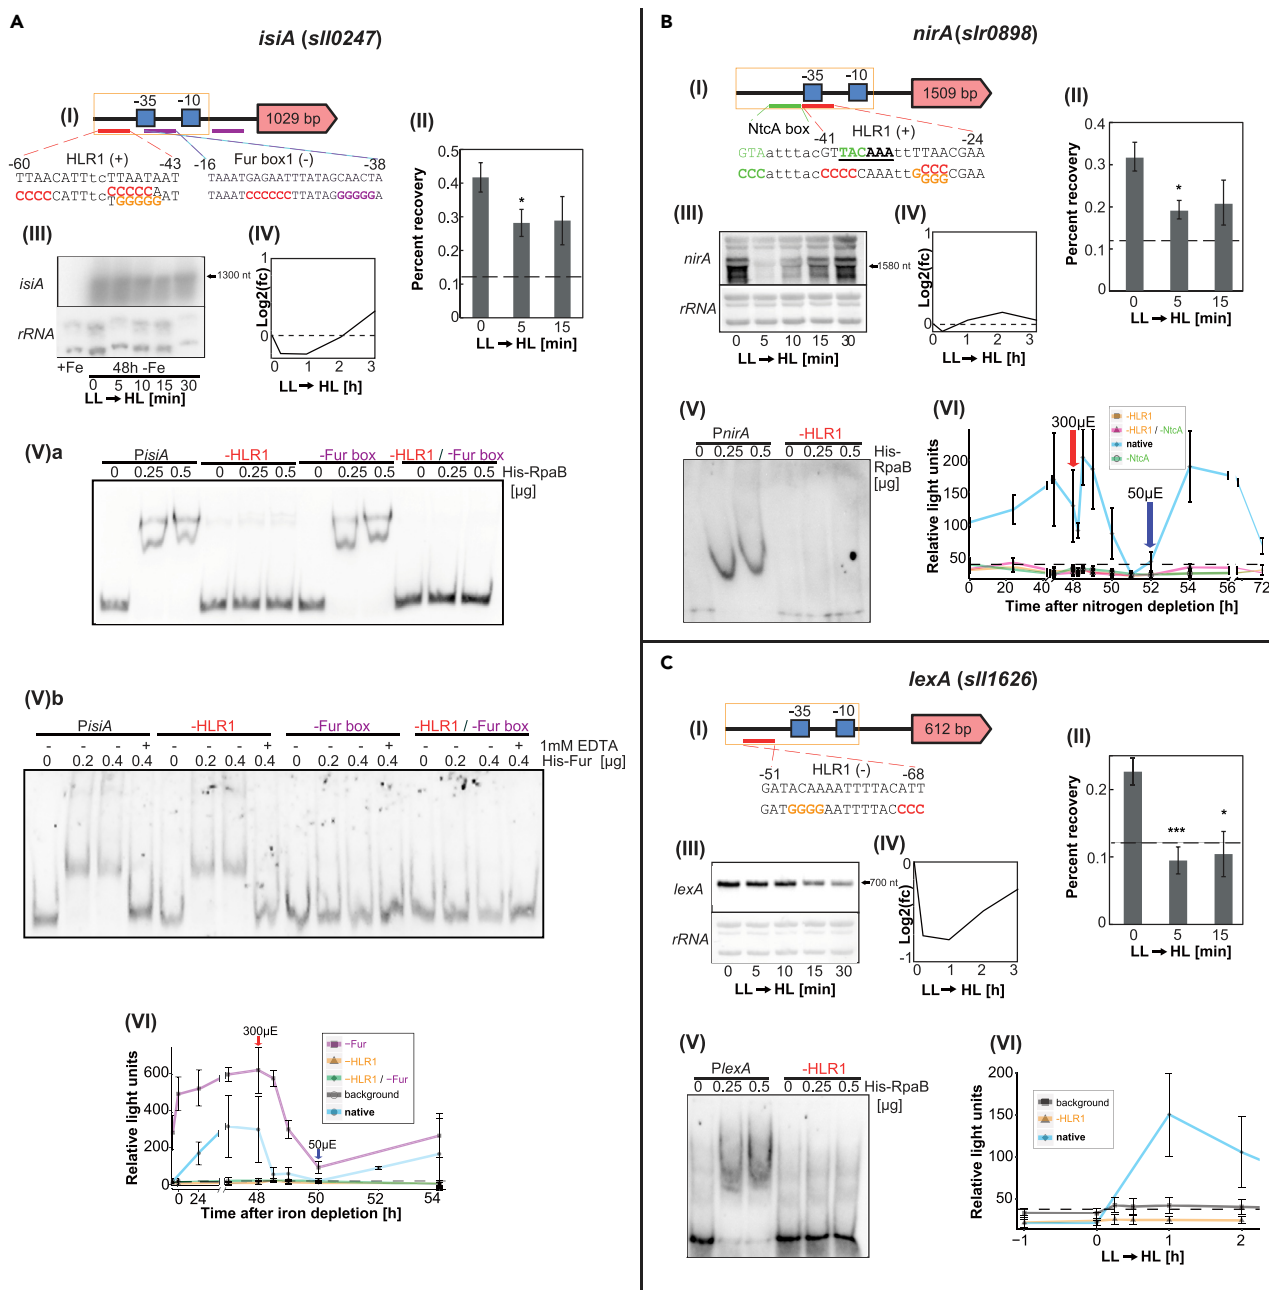 A
isiA (sll0247)
(I)
-35
-10
1029 bp
-60
HLR1 (+)
-43
-16
Fur box1 (-)
-38
TTAACATTTcTTAATAAT
TAAATGAGAATTTATAGCAACTA
TAAATCCCCCCTTATAGGGGGGA
(II)
Percent recovery
0.5
0.4
0.3
0.2
0.1
0
*
0 5 15
LL→HL [min]
(III)
isiA
1300 nt
rRNA
+Fe
48h -Fe
0 5 10 15 30
LL→HL [min]
(IV)
Log2(fc)
1
0
-1
0 1 2 3
LL→HL [h]
(V)a
PisiA
-HLR1
-Fur box
-HLR1 / -Fur box
0 0.25 0.5 0 0.25 0.5 0 0.25 0.5 0 0.25 0.5
His-RpaB
[µg]
(V)b
PisiA
-HLR1
-Fur box
-HLR1 / -Fur box
- - - + - - - + - - - + - - - +
1mM EDTA
0 0.2 0.4 0.4 0 0.2 0.4 0.4 0 0.2 0.4 0.4 0 0.2 0.4 0.4
His-Fur [µg]
(VI)
Relative light units
600
400
200
0
300µE
50µE
-Fur
-HLR1
-HLR1 / -Fur
background
native
0 24 48 50 52 54
Time after iron depletion [h]
B
nirA(slr0898)
(I)
-35
-10
1509 bp
NtcA box
-41
HLR1 (+)
-24
GTAatttacGTTACAAAttTTAACGAA
(II)
Percent recovery
0.4
0.3
0.2
0.1
0
*
0 5 15
LL→HL [min]
(III)
nirA
1580 nt
rRNA
0 5 10 15 30
LL→HL [min]
(IV)
Log2(fc)
1
0
0 1 2 3
LL→HL [h]
(V)
PnirA
-HLR1
0 0.25 0.5 0 0.25 0.5
His-
RpaB
[µg]
(VI)
Relative light units
200
150
100
50
300µE
50µE
-HLR1
-HLR1 / -NtcA
native
-NtcA
0 20 40 48 50 52 54 56 72
Time after nitrogen depletion [h]
C
lexA (sll1626)
(I)
-35
-10
612 bp
-51
HLR1 (-)
-68
GATACAAAATTTTACATT
GATGGGGAATTTTACCCC
(II)
Percent recovery
0.2
0.1
0
***
*
0 5 15
LL→HL [min]
(III)
lexA
700 nt
rRNA
0 5 10 15 30
LL→HL [min]
(IV)
Log2(fc)
0
-1
0 1 2 3
LL→HL [h]
(V)
PlexA
-HLR1
0 0.25 0.5 0 0.25 0.5
His-RpaB
[µg]
(VI)
Relative light units
200
150
100
50
background
-HLR1
native
−1 0 1 2
LL→HL [h]